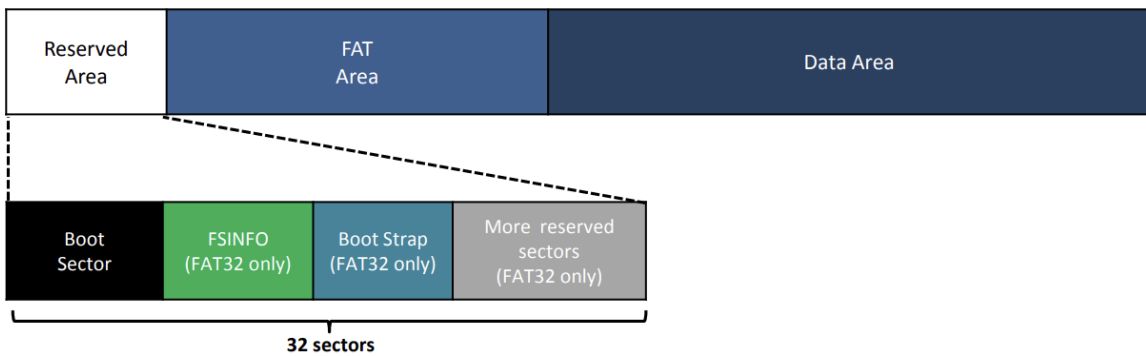 Reserved
Area
FAT
Area
Data Area
Boot
Sector
FSINFO
(FAT32 only)
Boot Strap
(FAT32 only)
More reserved
sectors
(FAT32 only)
32 sectors